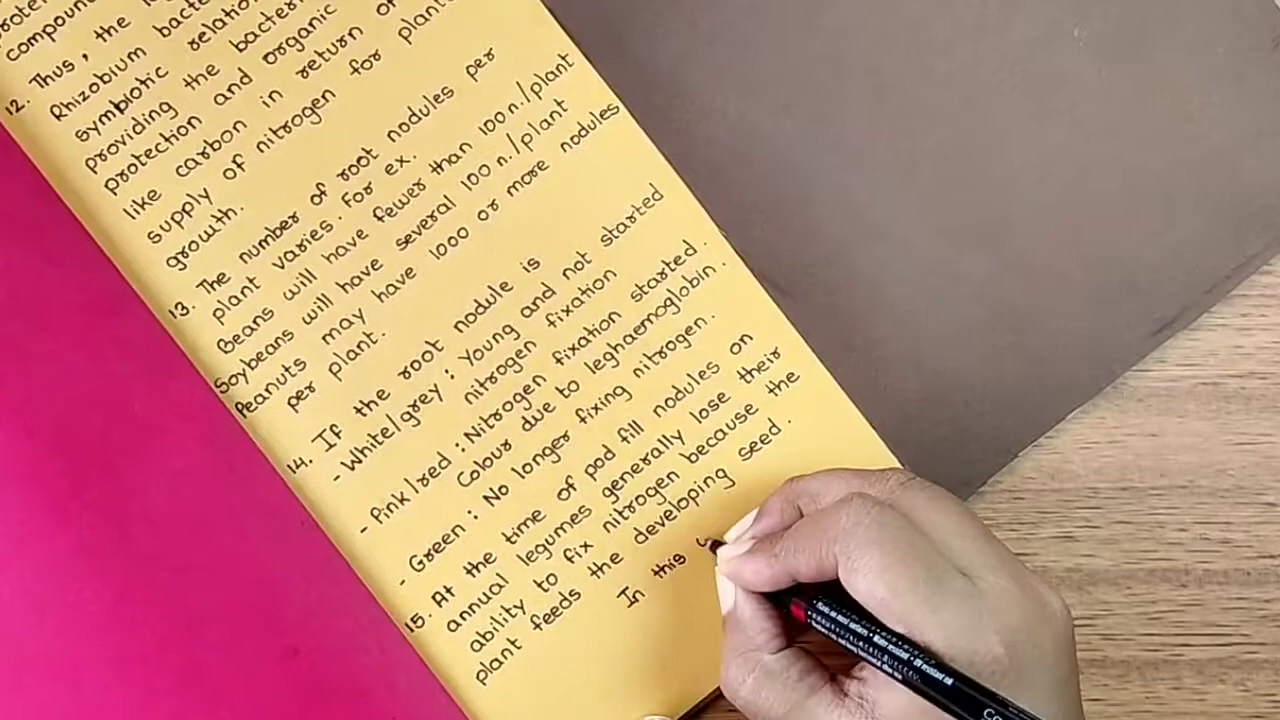 compound
12. Thus, the
Rhizobium bacte
symbiotic relatio
providing the bacteri
protection and organic
like carbon in return of
supply of nitrogen for plant
growth.
13. The number of root nodules per
plant varies. For ex.
Beans will have fewer than 100 n./plant
Soybeans will have several 100 n./plant
Peanuts may have 1000 or more nodules
per plant.
14. If the root nodule is
- White/grey : Young and not started
nitrogen fixation
- Pink/red : Nitrogen fixation started.
Colour due to leghaemoglobin.
- Green : No longer fixing nitrogen.
15. At the time of pod fill nodules on
annual legumes generally lose their
ability to fix nitrogen because the
plant feeds the developing seed.
In this